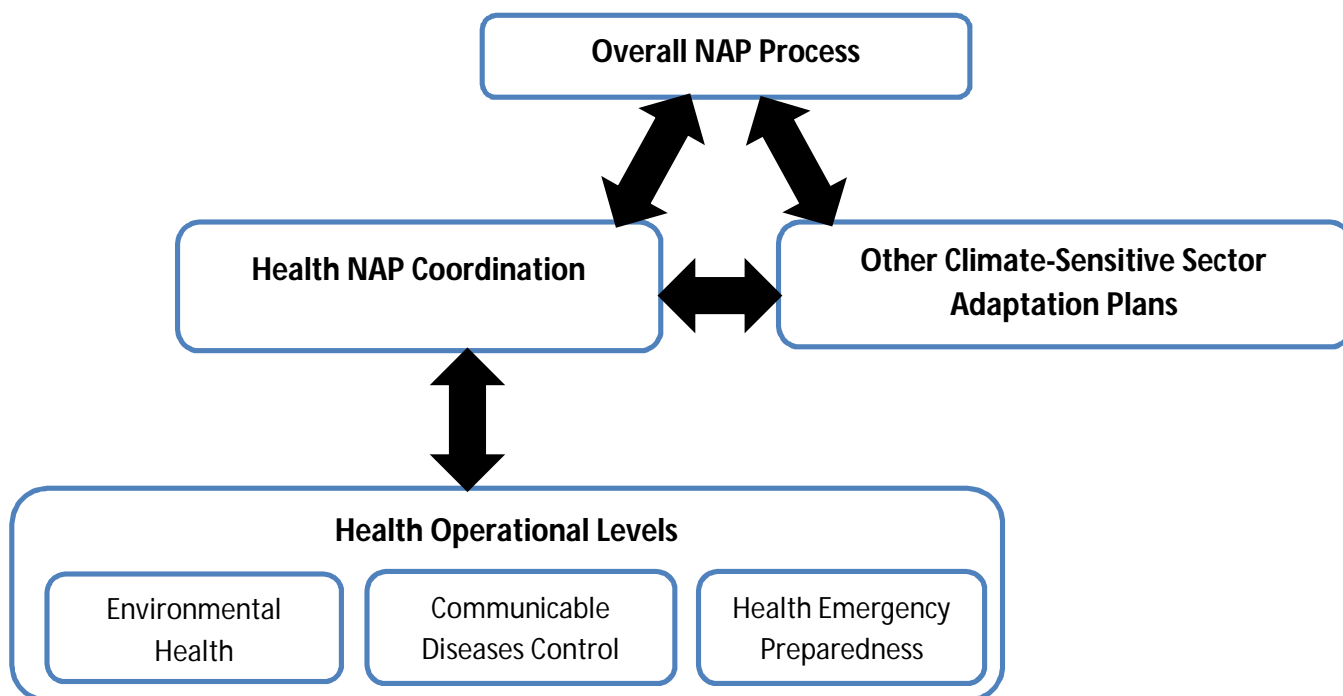 Overall NAP Process
Health NAP Coordination
Other Climate-Sensitive Sector
Adaptation Plans
Health Operational Levels
Environmental
Health
Communicable
Diseases Control
Health Emergency
Preparedness